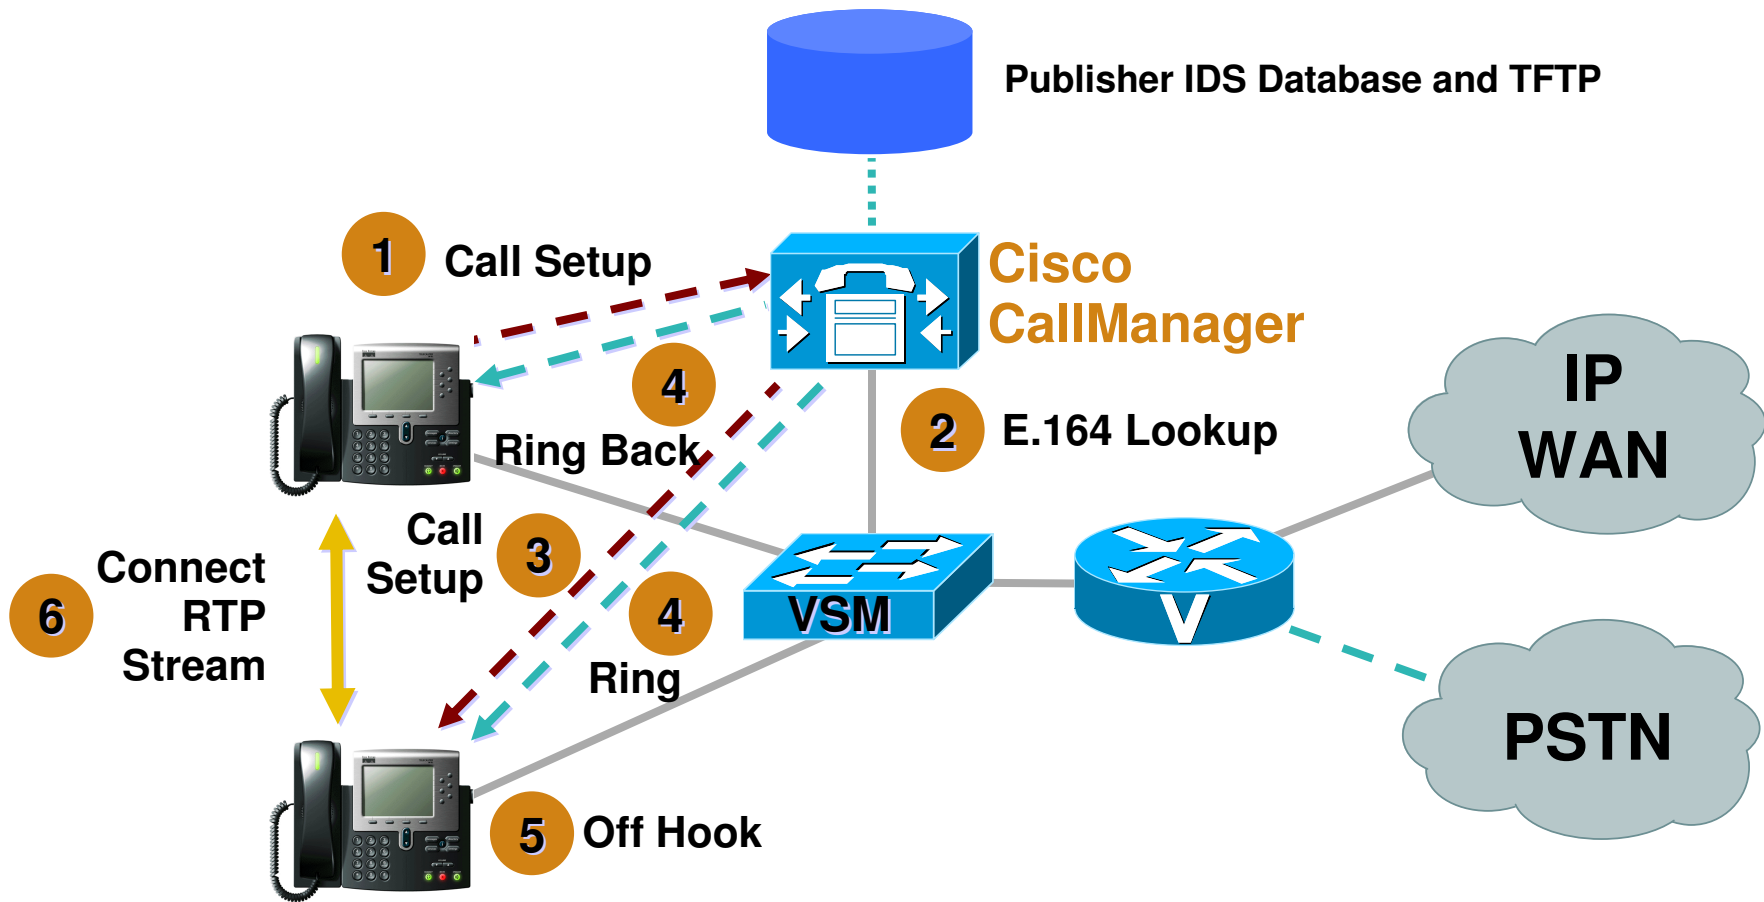 Publisher IDS Database and TFTP
1
Call Setup
Cisco
CallManager
4
Ring Back
2
E.164 Lookup
IP
WAN
Call
Setup
3
6
Connect
RTP
Stream
4
Ring
VSM
V
PSTN
5
Off Hook